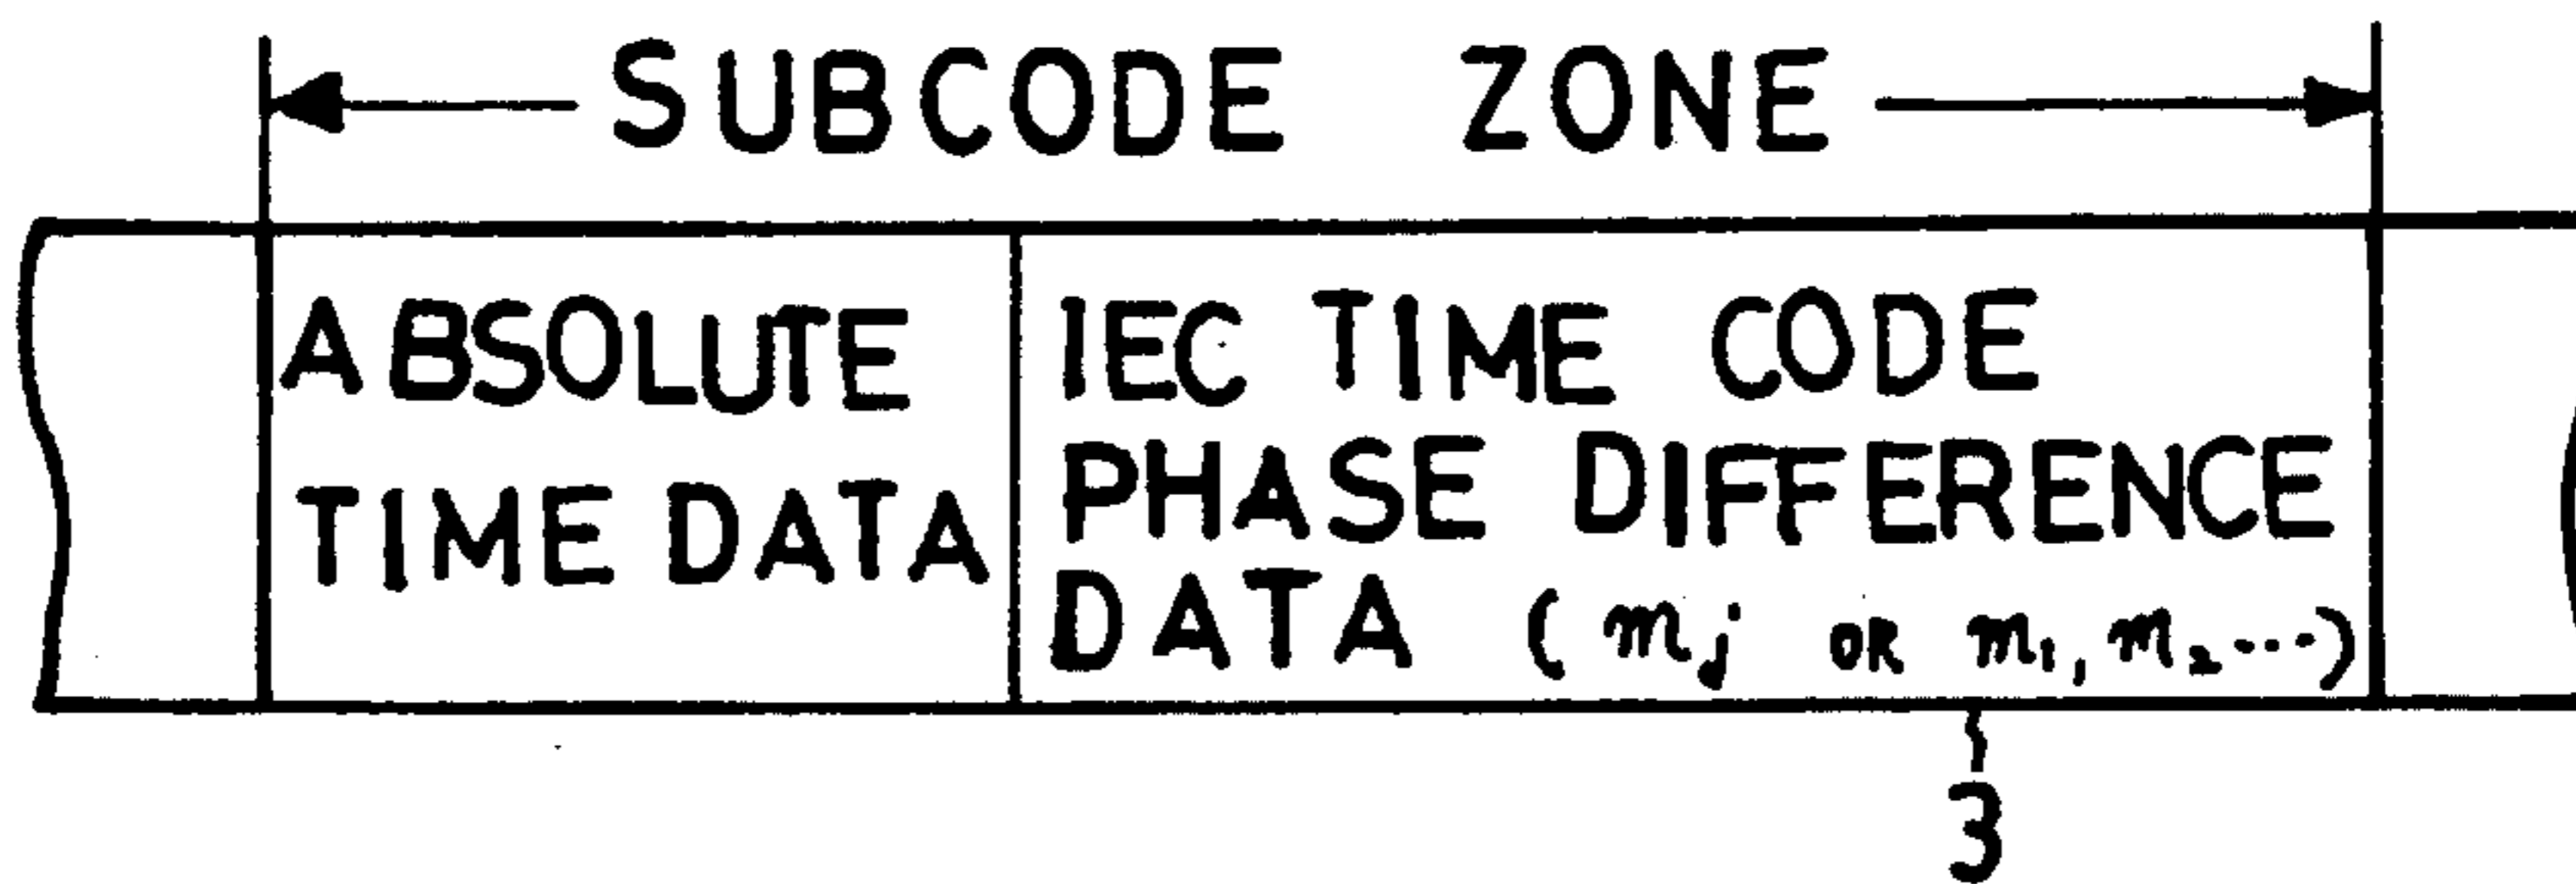 SUBCODE ZONE
ABSOLUTE
TIME DATA
IEC TIME CODE
PHASE DIFFERENCE
DATA (mj OR m1, m2...)
3